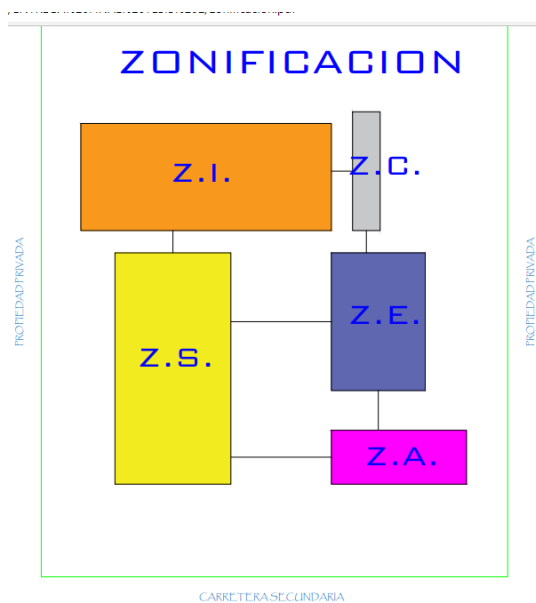 ZONIFICACION
Z.I.
Z.C.
PROPIEDAD PRIVADA
PROPIEDAD PRIVADA
Z.E.
Z.S.
Z.A.
CARRETERA SECUNDARIA